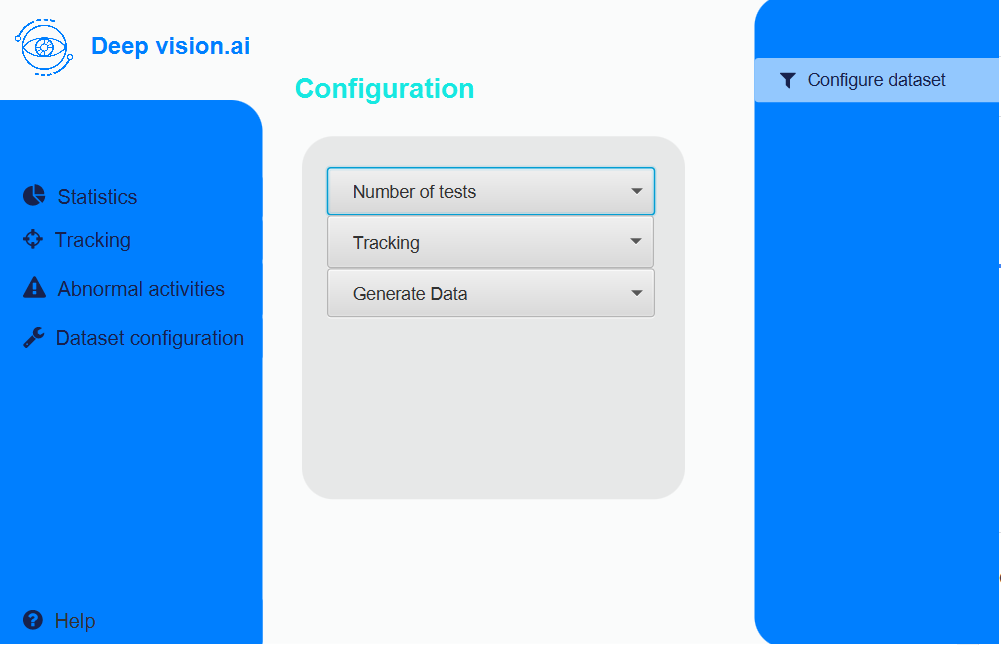 Deep vision.ai
Statistics
Tracking
Abnormal activities
Dataset configuration
Help
Configuration
Number of tests
Tracking
Generate Data
Configure dataset